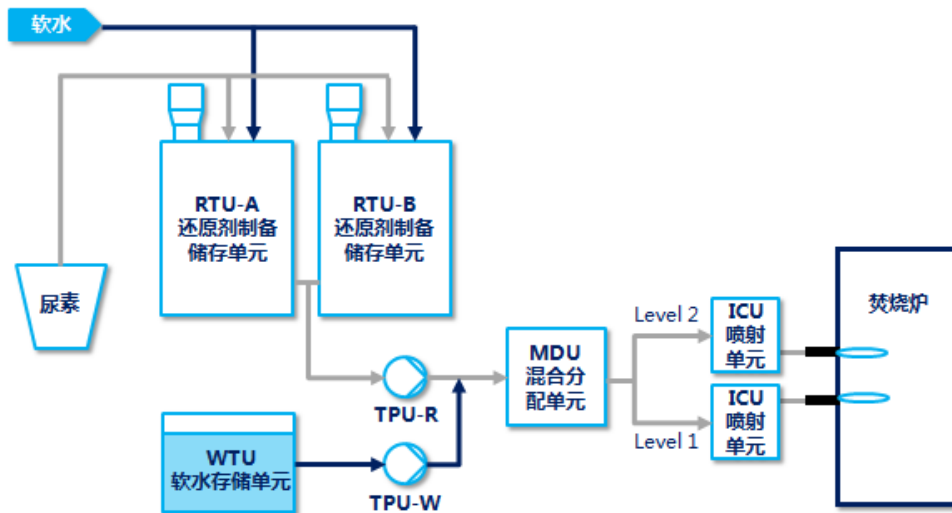 软水
RTU-A
还原剂制备
储存单元
RTU-B
还原剂制备
储存单元
尿素
焚烧炉
Level 2
ICU
喷射
单元
MDU
混合分
配单元
TPU-R
Level 1
ICU
喷射
单元
WTU
软水存储单元
TPU-W